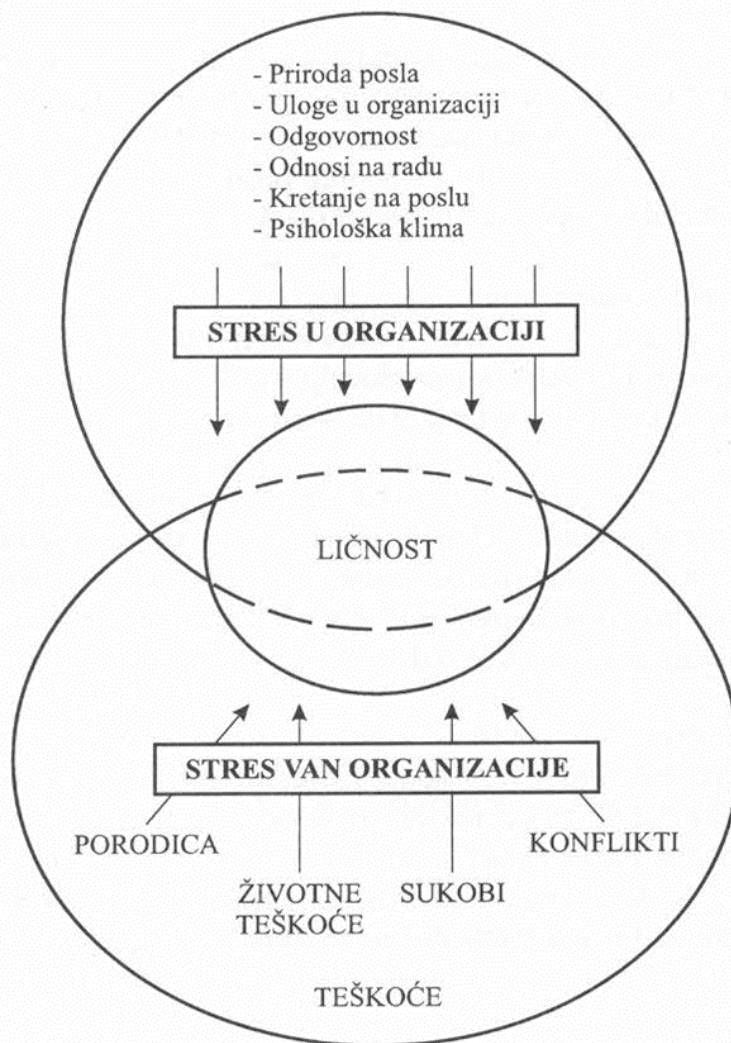 - Priroda posla
- Uloge u organizaciji
- Odgovornost
- Odnosi na radu
- Kretanje na poslu
- Psihološka klima
STRES U ORGANIZACIJI
LIČNOST
STRES VAN ORGANIZACIJE
PORODICA
KONFLIKTI
ŽIVOTNE
TEŠKOĆE
SUKOBI
TEŠKOĆE